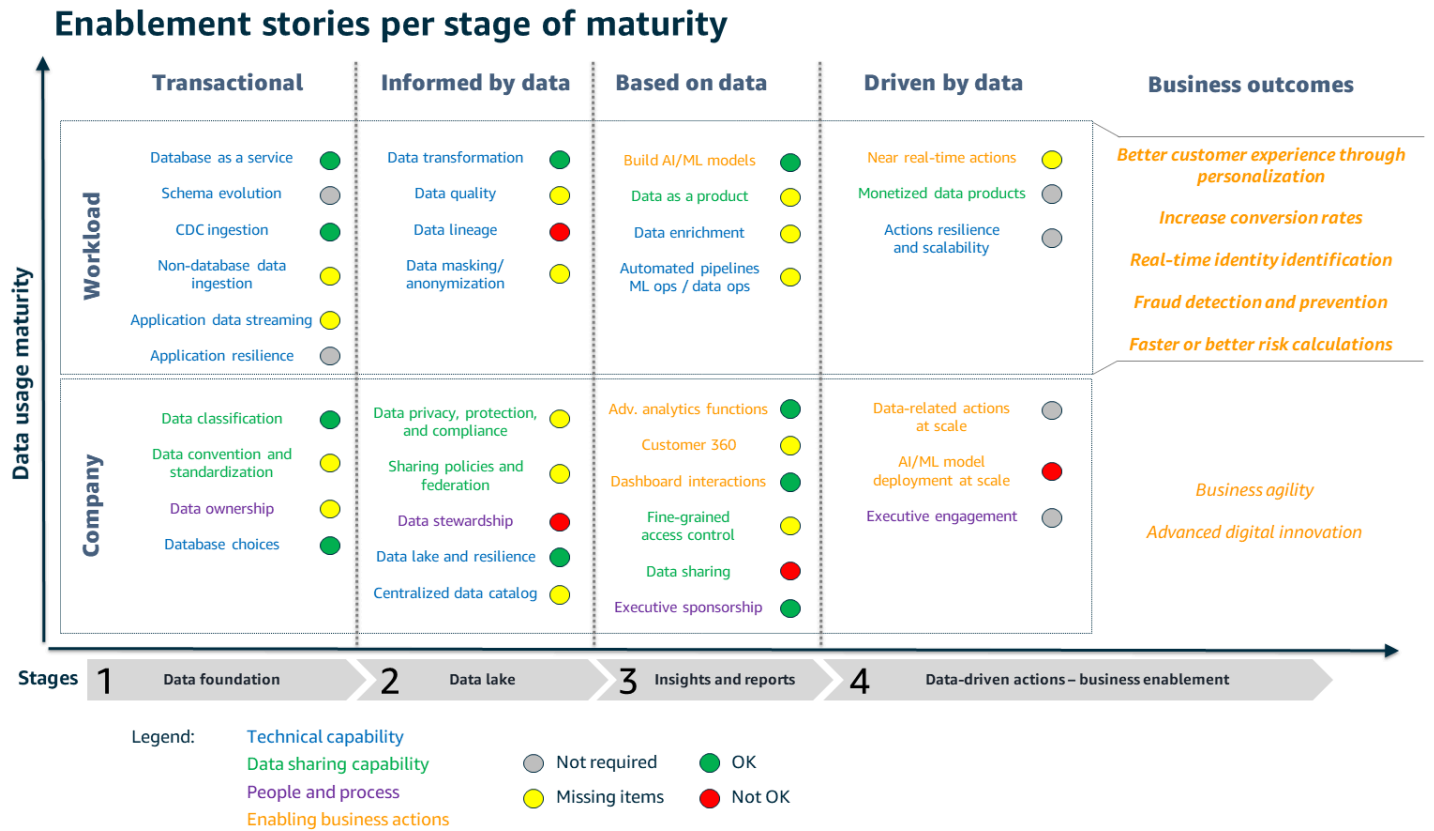 Enablement stories per stage of maturity
Transactional
Informed by data
Based on data
Driven by data
Business outcomes
Data usage maturity
Workload
Database as a service
Schema evolution
CDC ingestion
Non-database data
ingestion
Application data streaming
Application resilience
Data transformation
Data quality
Data lineage
Data masking/
anonymization
Build AI/ML models
Data as a product
Data enrichment
Automated pipelines
ML ops / data ops
Near real-time actions
Monetized data products
Actions resilience
and scalability
Better customer experience through
personalization
Increase conversion rates
Real-time identity identification
Fraud detection and prevention
Faster or better risk calculations
Company
Data classification
Data convention and
standardization
Data ownership
Database choices
Data privacy, protection,
and compliance
Sharing policies and
federation
Data stewardship
Data lake and resilience
Centralized data catalog
Adv. analytics functions
Customer 360
Dashboard interactions
Fine-grained
access control
Data sharing
Executive sponsorship
Data-related actions
at scale
AI/ML model
deployment at scale
Executive engagement
Business agility
Advanced digital innovation
Stages
1 Data foundation
2 Data lake
3 Insights and reports
4 Data-driven actions – business enablement
Legend:
Technical capability
Data sharing capability
People and process
Enabling business actions
Not required
OK
Missing items
Not OK